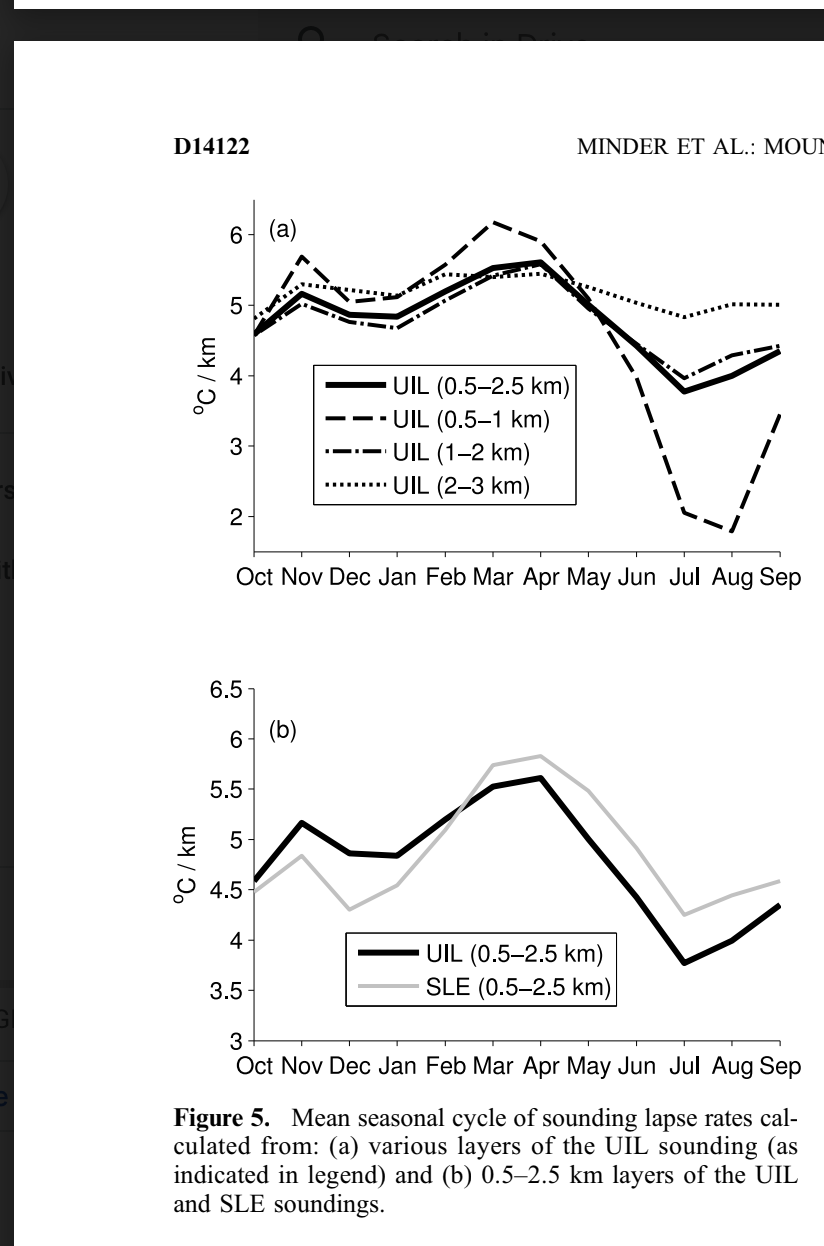 D14122 MINDER ET AL.:
(a)
6
5
4
3
2
°C / km
UIL (0.5–2.5 km)
UIL (0.5–1 km)
UIL (1–2 km)
UIL (2–3 km)
Oct Nov Dec Jan Feb Mar Apr May Jun Jul Aug Sep
(b)
6.5
6
5.5
5
4.5
4
3.5
3
°C / km
UIL (0.5–2.5 km)
SLE (0.5–2.5 km)
Oct Nov Dec Jan Feb Mar Apr May Jun Jul Aug Sep
Figure 5. Mean seasonal cycle of sounding lapse rates cal-
culated from: (a) various layers of the UIL sounding (as
indicated in legend) and (b) 0.5–2.5 km layers of the UIL
and SLE soundings.